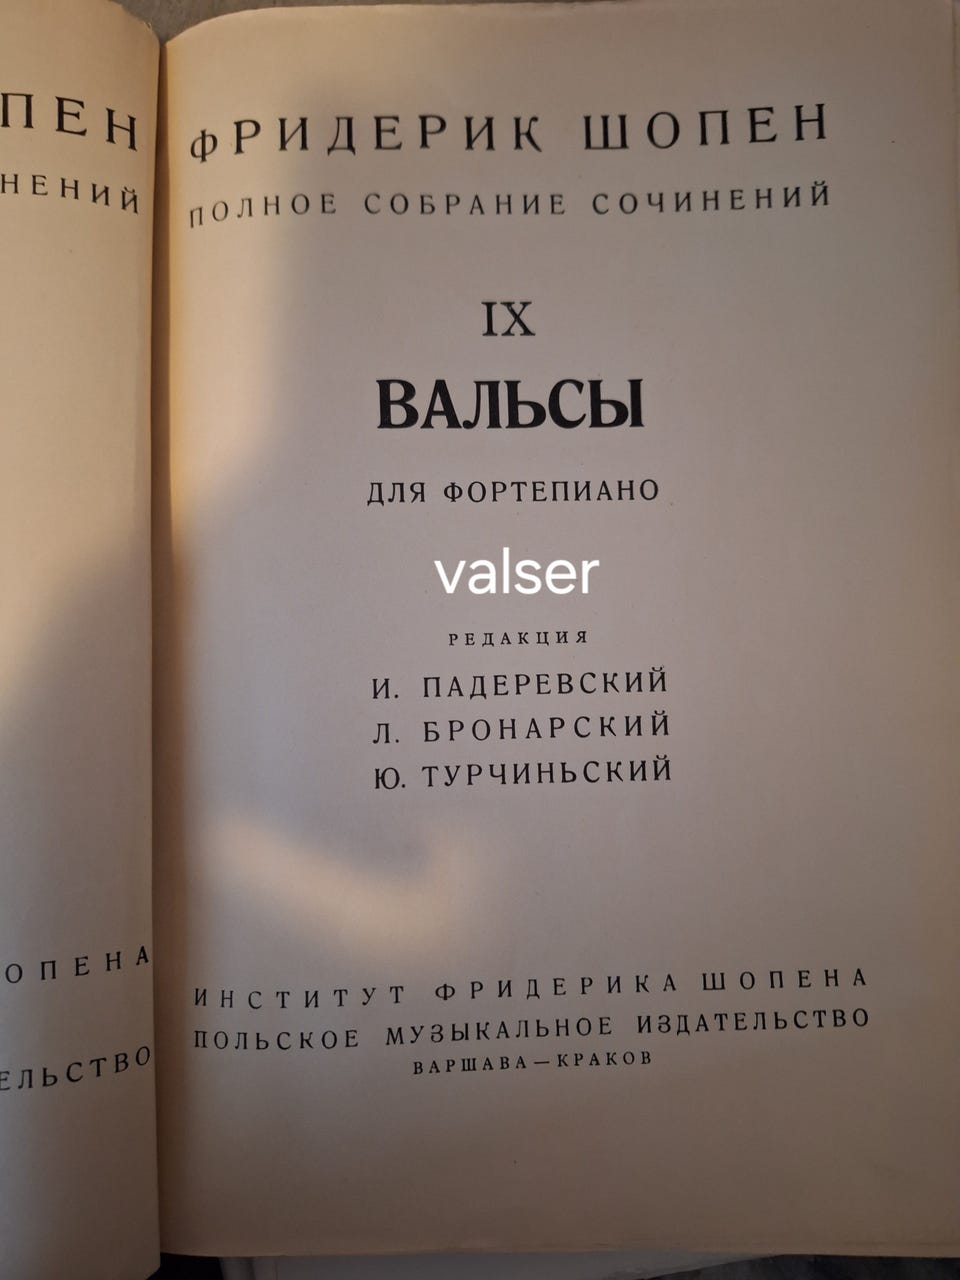 ПЕН
НЕНИЙ
ОПЕНА
ЕЛЬСТВО
ФРИДЕРИК ШОПЕН
ПОЛНОЕ СОБРАНИЕ СОЧИНЕНИЙ
IX
ВАЛЬСЫ
ДЛЯ ФОРТЕПИАНО
valser
РЕДАКЦИЯ
И. ПАДЕРЕВСКИЙ
Л. БРОНАРСКИЙ
Ю. ТУРЧИНЬСКИЙ
ИНСТИТУТ ФРИДЕРИКА ШОПЕНА
ПОЛЬСКОЕ МУЗЫКАЛЬНОЕ ИЗДАТЕЛЬСТВО
ВАРШАВА—КРАКОВ